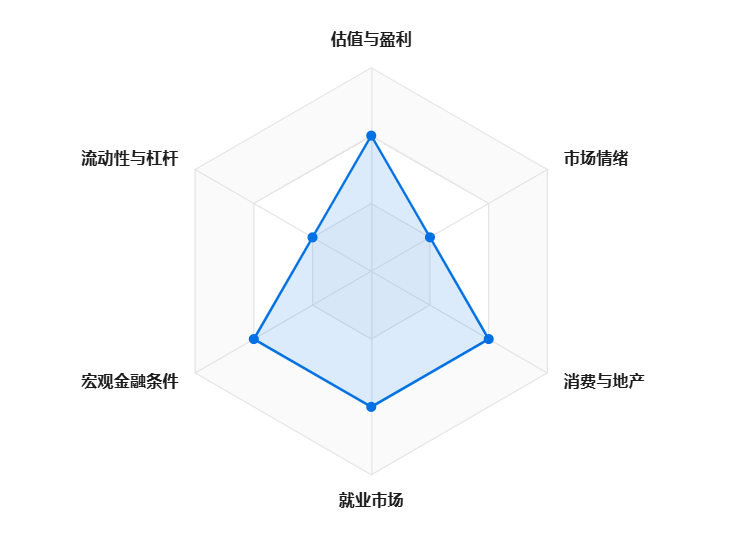 估值与盈利
流动性与杠杆
市场情绪
宏观金融条件
消费与地产
就业市场